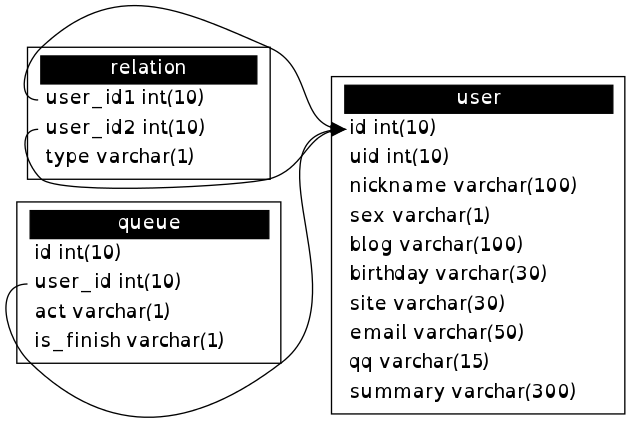 relation
user_id1 int(10)
user_id2 int(10)
type varchar(1)
queue
id int(10)
user_id int(10)
act varchar(1)
is_finish varchar(1)
user
id int(10)
uid int(10)
nickname varchar(100)
sex varchar(1)
blog varchar(100)
birthday varchar(30)
site varchar(30)
email varchar(50)
qq varchar(15)
summary varchar(300)